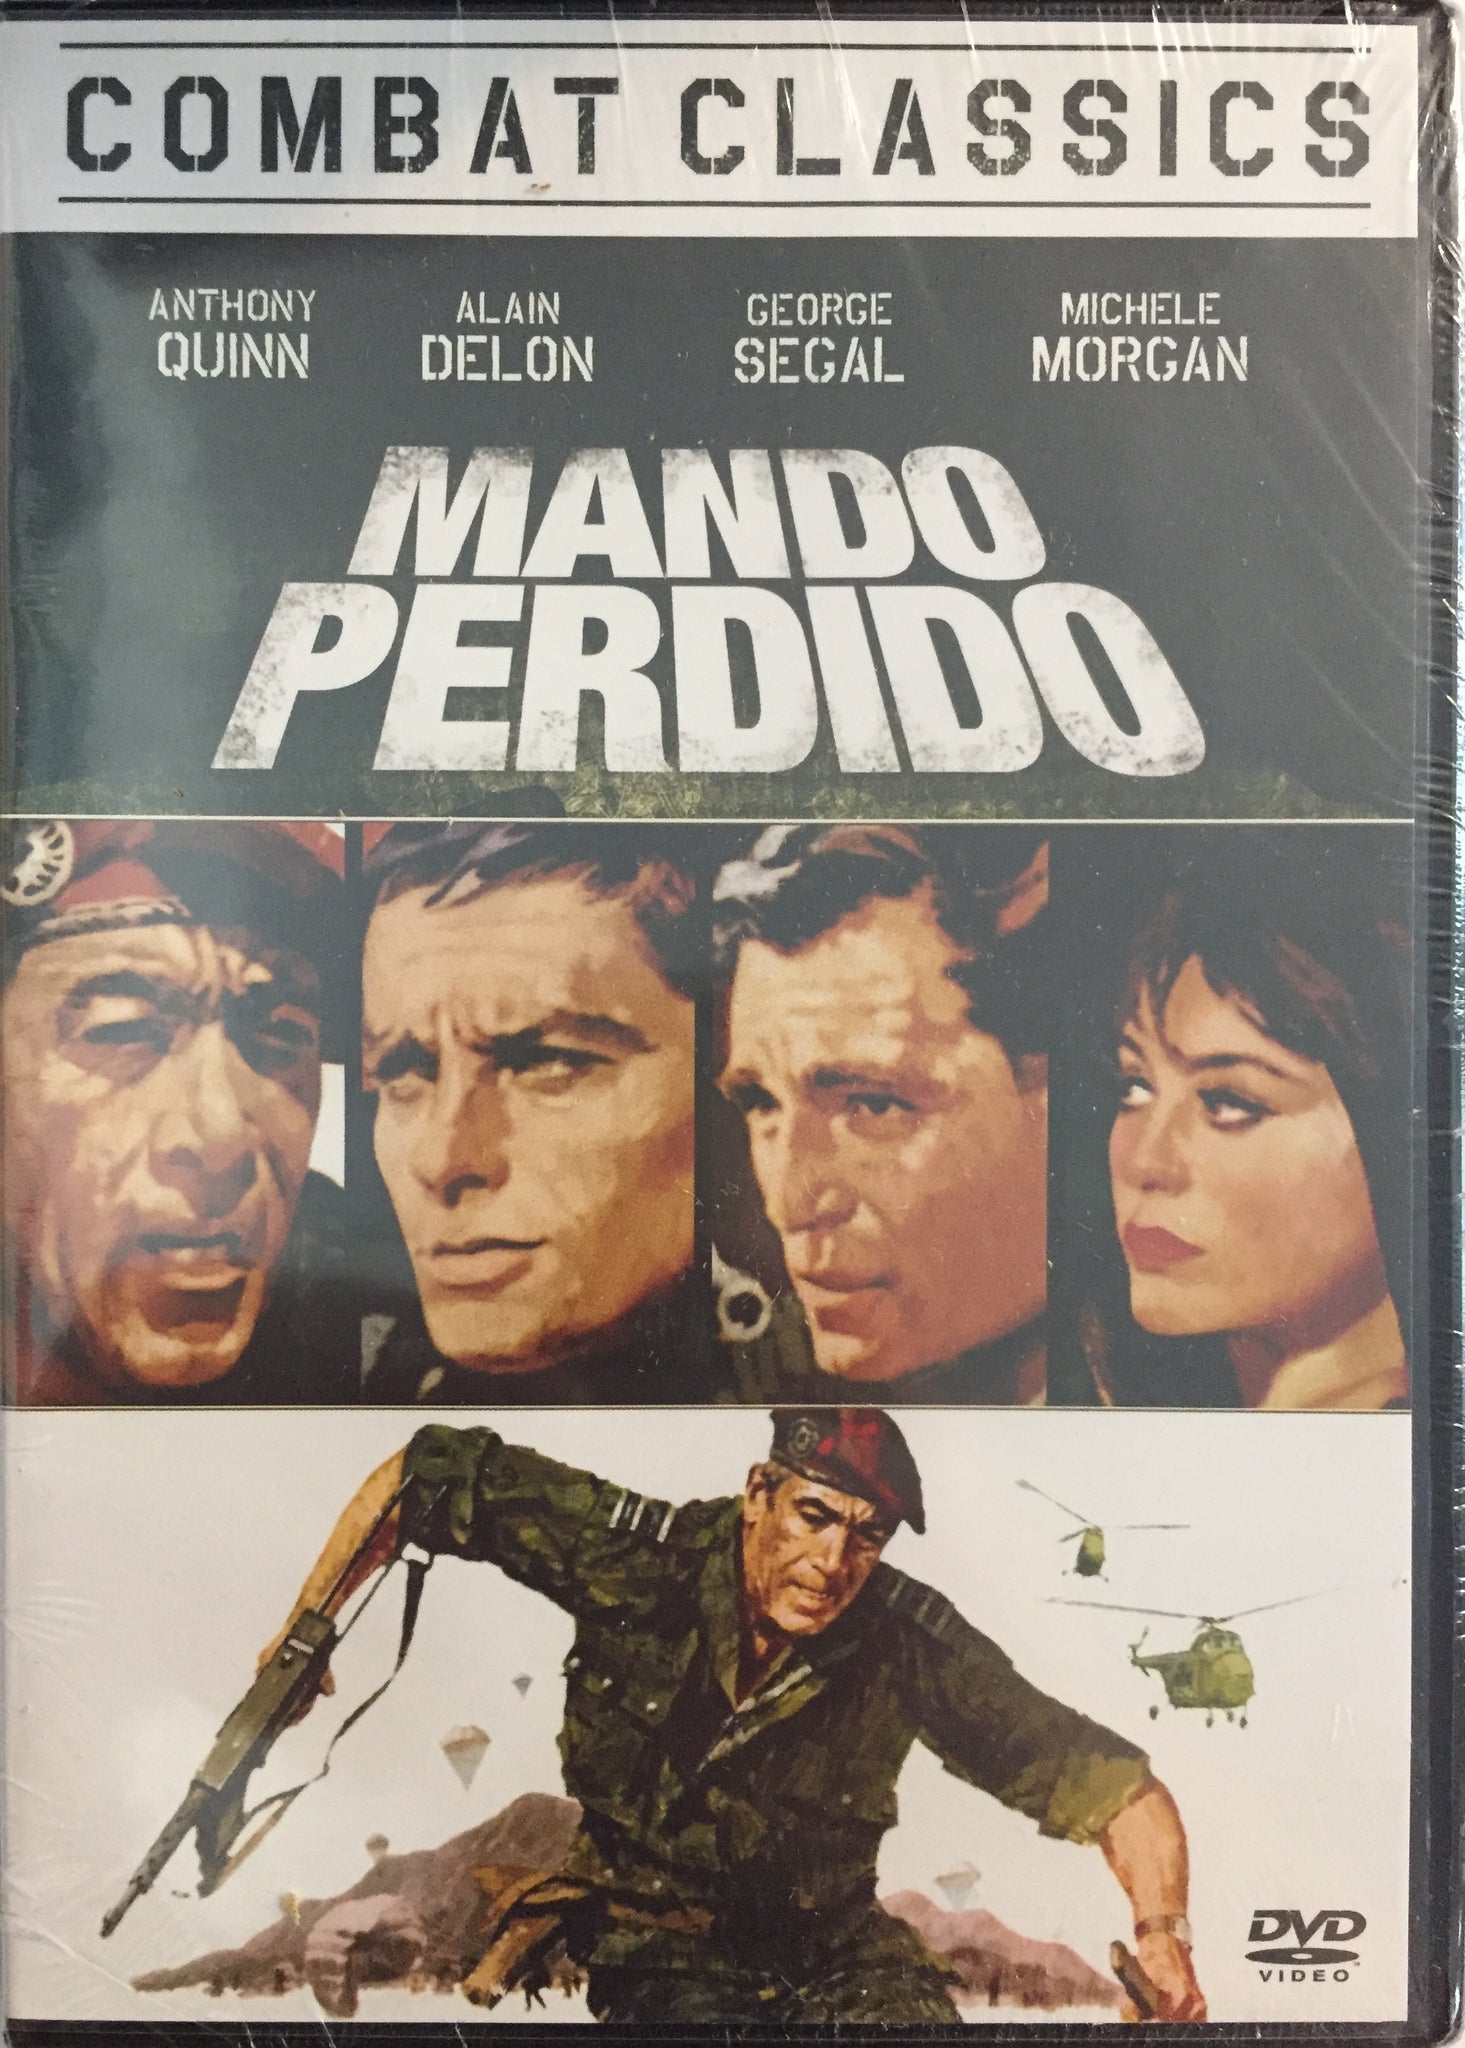 COMBAT CLASSICS
ANTHONY ALAIN GEORGE MICHELE
QUINN DELON SEGAL MORGAN
MANDO
PERDIDO
DVD
VIDEO